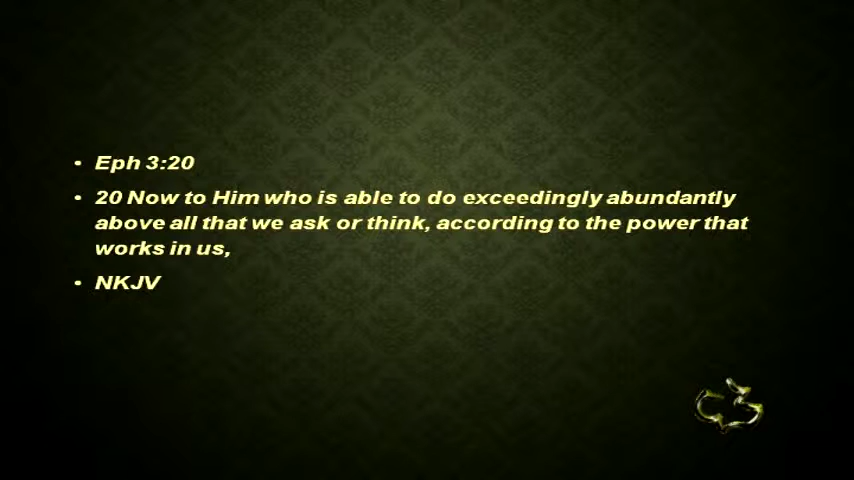 • Eph 3:20
• 20 Now to Him who is able to do exceedingly abundantly
above all that we ask or think, according to the power that
works in us,
• NKJV
C3